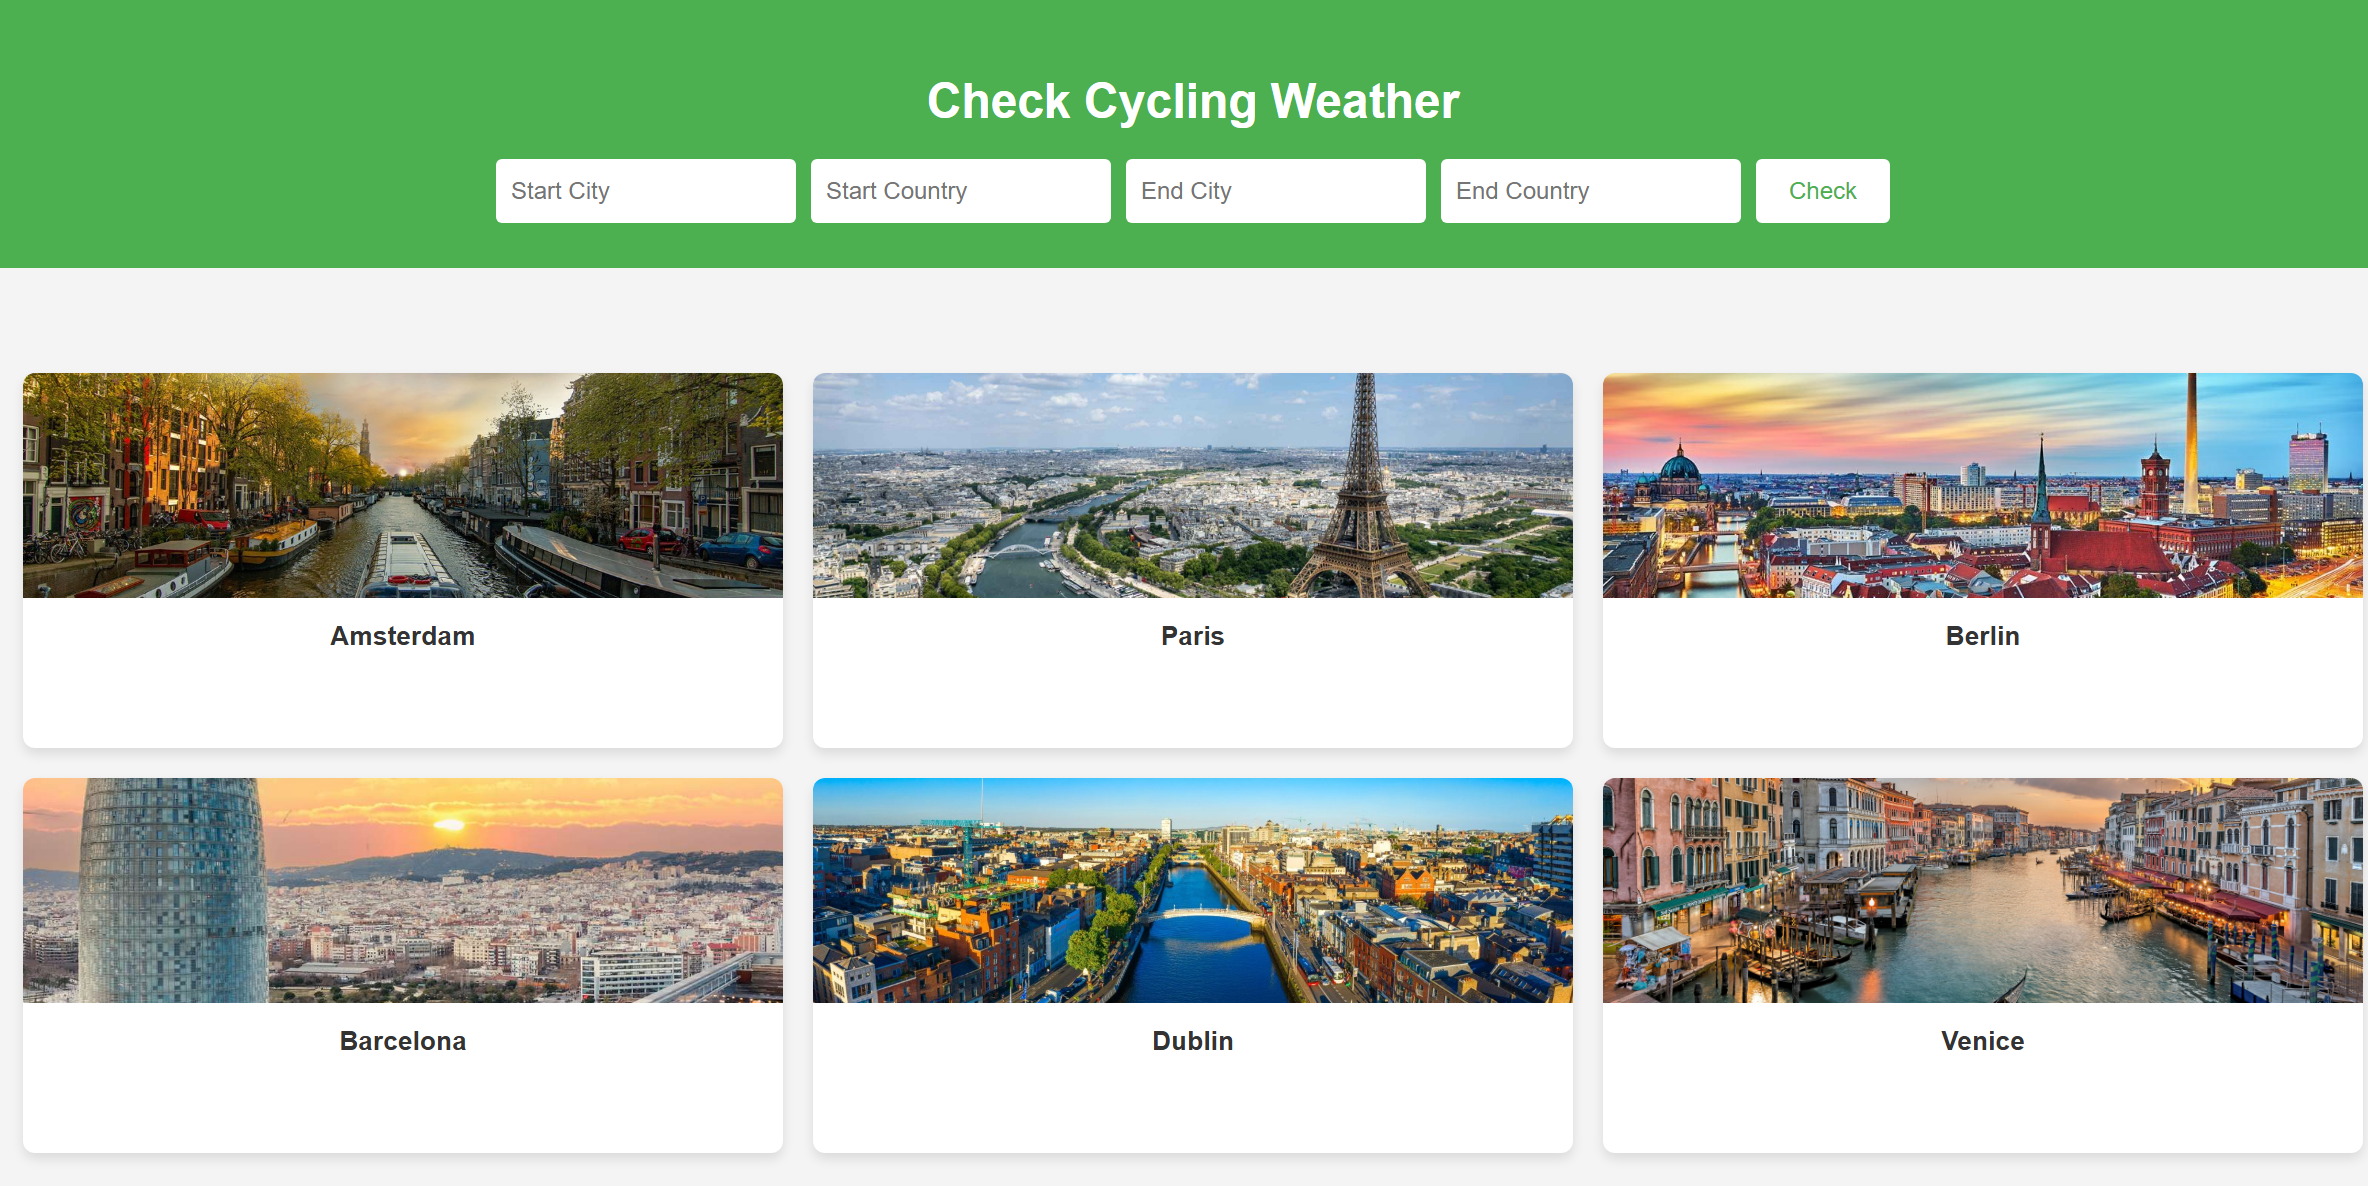 Check Cycling Weather
Start City
Start Country
End City
End Country
Check
Amsterdam
Paris
Berlin
Barcelona
Dublin
Venice